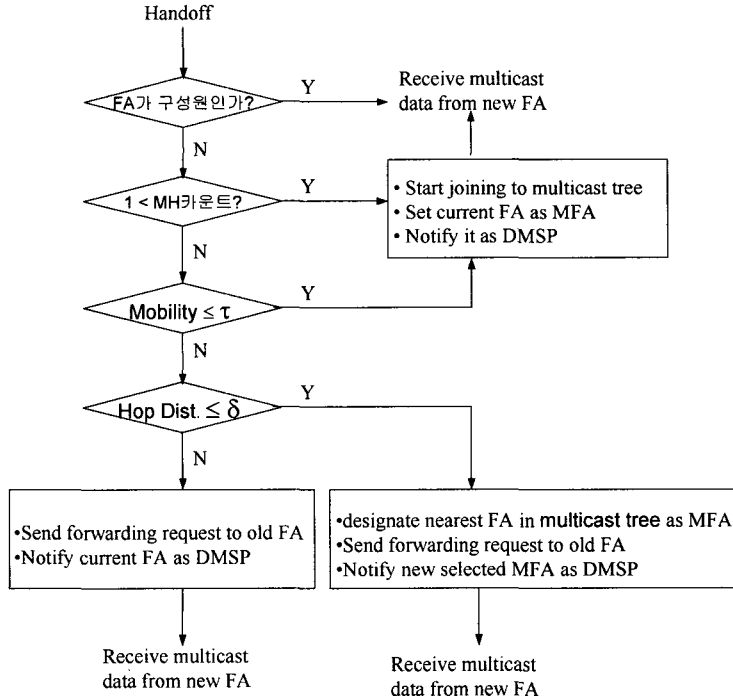 Handoff
FA가 구성원인가?
Y
Receive multicast
data from new FA
N
1 < MH카운트?
Y
• Start joining to multicast tree
• Set current FA as MFA
• Notify it as DMSP
N
Mobility ≤ τ
Y
N
Hop Dist. ≤ δ
Y
N
•Send forwarding request to old FA
•Notify current FA as DMSP
•designate nearest FA in multicast tree as MFA
•Send forwarding request to old FA
•Notify new selected MFA as DMSP
Receive multicast
data from new FA
Receive multicast
data from new FA